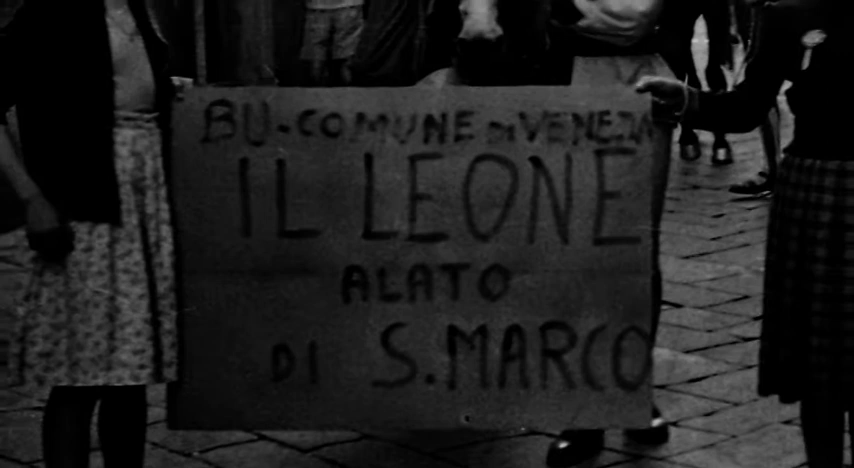 BU-COMUNE DI VENEZIA
IL LEONE
ALATO
DI S.MARCO